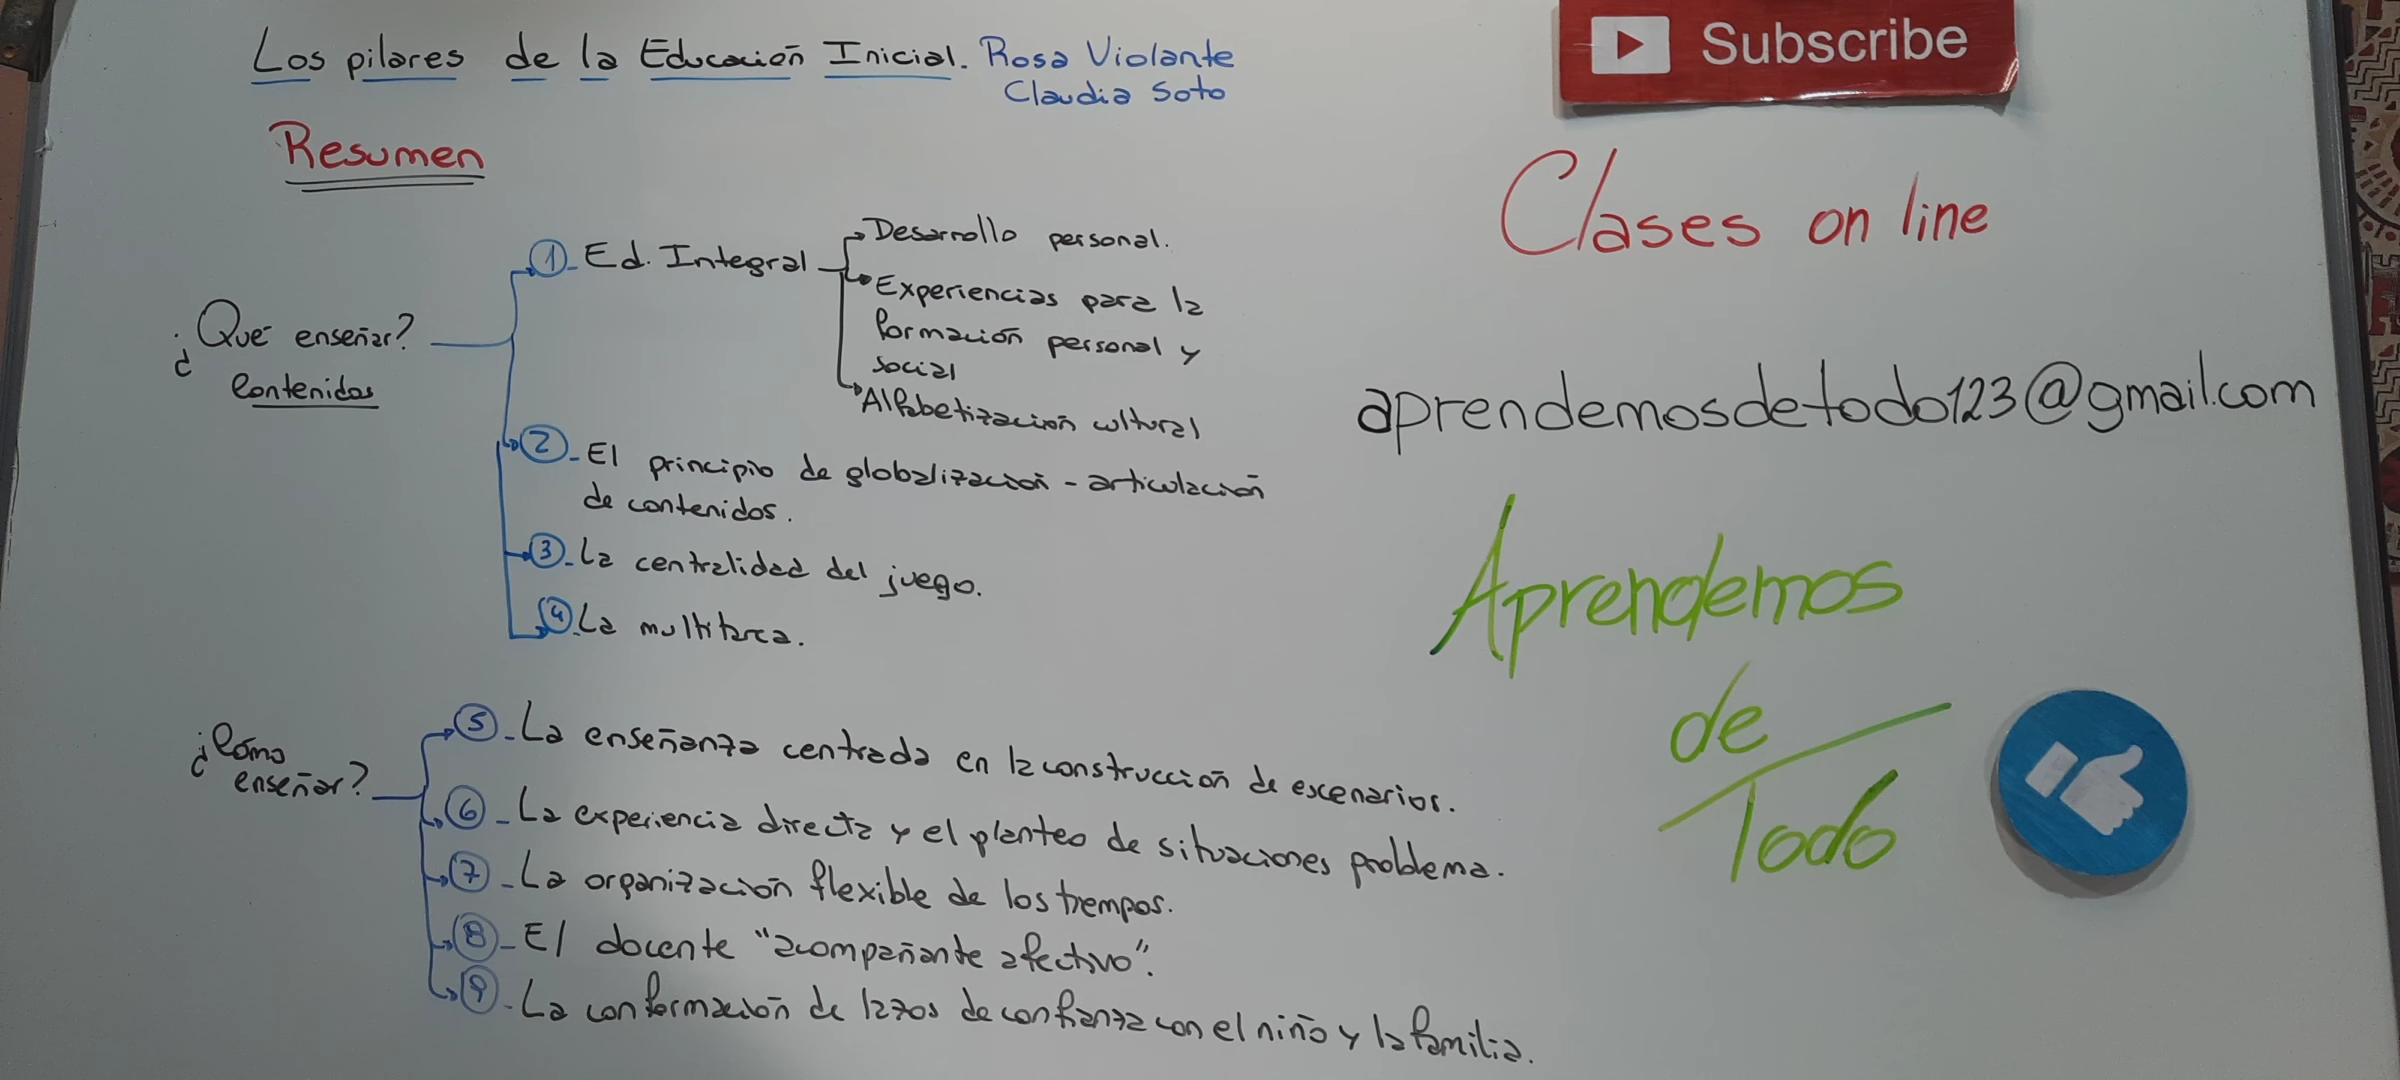 Los pilares de la Educación Inicial. Rosa Violante
Claudia Soto
Resumen
¿Qué enseñar?
Contenidos
1- Ed. Integral
Desarrollo personal.
Experiencias para la
formación personal y
social
Alfabetización cultural
2- El principio de globalización - articulación
de contenidos.
3- La centralidad del juego.
4- La multitarea.
¿Cómo
enseñar?
5- La enseñanza centrada en la construcción de escenarios.
6- La experiencia directa y el planteo de situaciones problema.
7- La organización flexible de los tiempos.
8- El docente "acompañante afectivo".
9- La conformación de lazos de confianza con el niño y la familia.
Subscribe
Clases on line
aprendemosdetodo123@gmail.com
Aprendemos
de
Todo